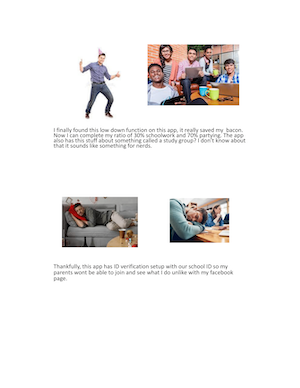 I finally found this low down function on this app, it really saved my bacon.
Now I can complete my ratio of 30% schoolwork and 70% partying. The app
also has this stuff about something called a study group? I don't know about
that it sounds like something for nerds.
Thankfully, this app has ID verification setup with our school ID so my
parents wont be able to join and see what I do unlike with my facebook
page.